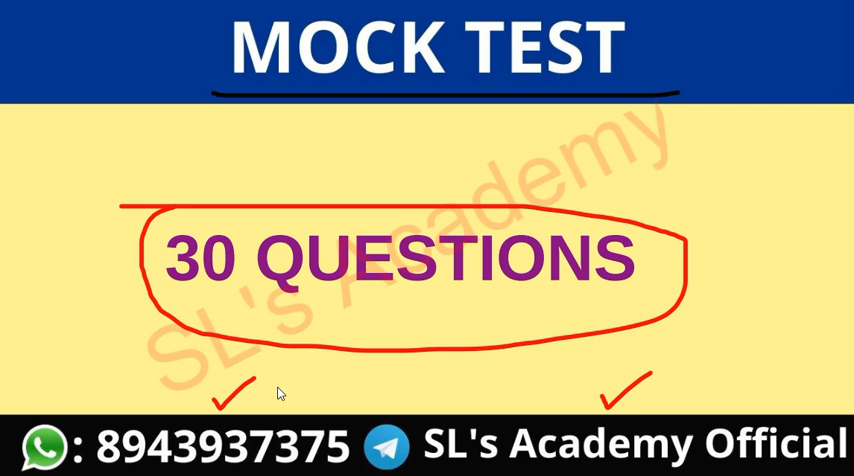 MOCK TEST
SL's Academy
30 QUESTIONS
: 8943937375 SL's Academy Official